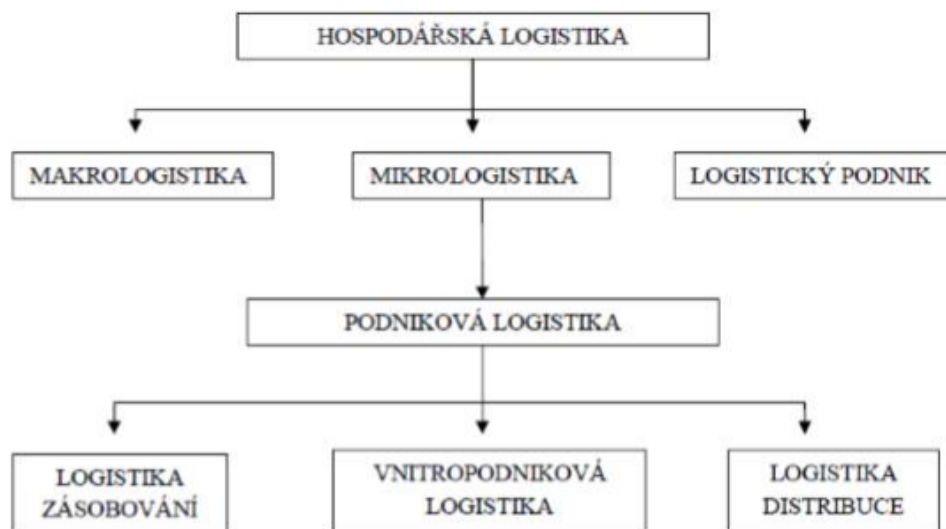 HOSPODÁŘSKÁ LOGISTIKA
MAKROLOGISTIKA
MIKROLOGISTIKA
LOGISTICKÝ PODNIK
PODNIKOVÁ LOGISTIKA
LOGISTIKA
ZÁSOBOVÁNÍ
VNITROPODNIKOVÁ
LOGISTIKA
LOGISTIKA
DISTRIBUCE